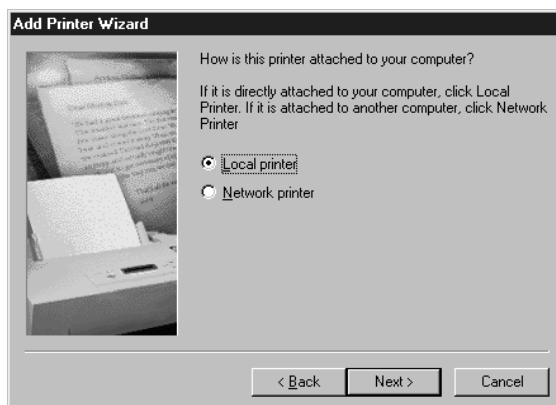 Add Printer Wizard
How is this printer attached to your computer?
If it is directly attached to your computer, click Local
Printer. If it is attached to another computer, click Network
Printer
Local printer
Network printer
< Back
Next >
Cancel